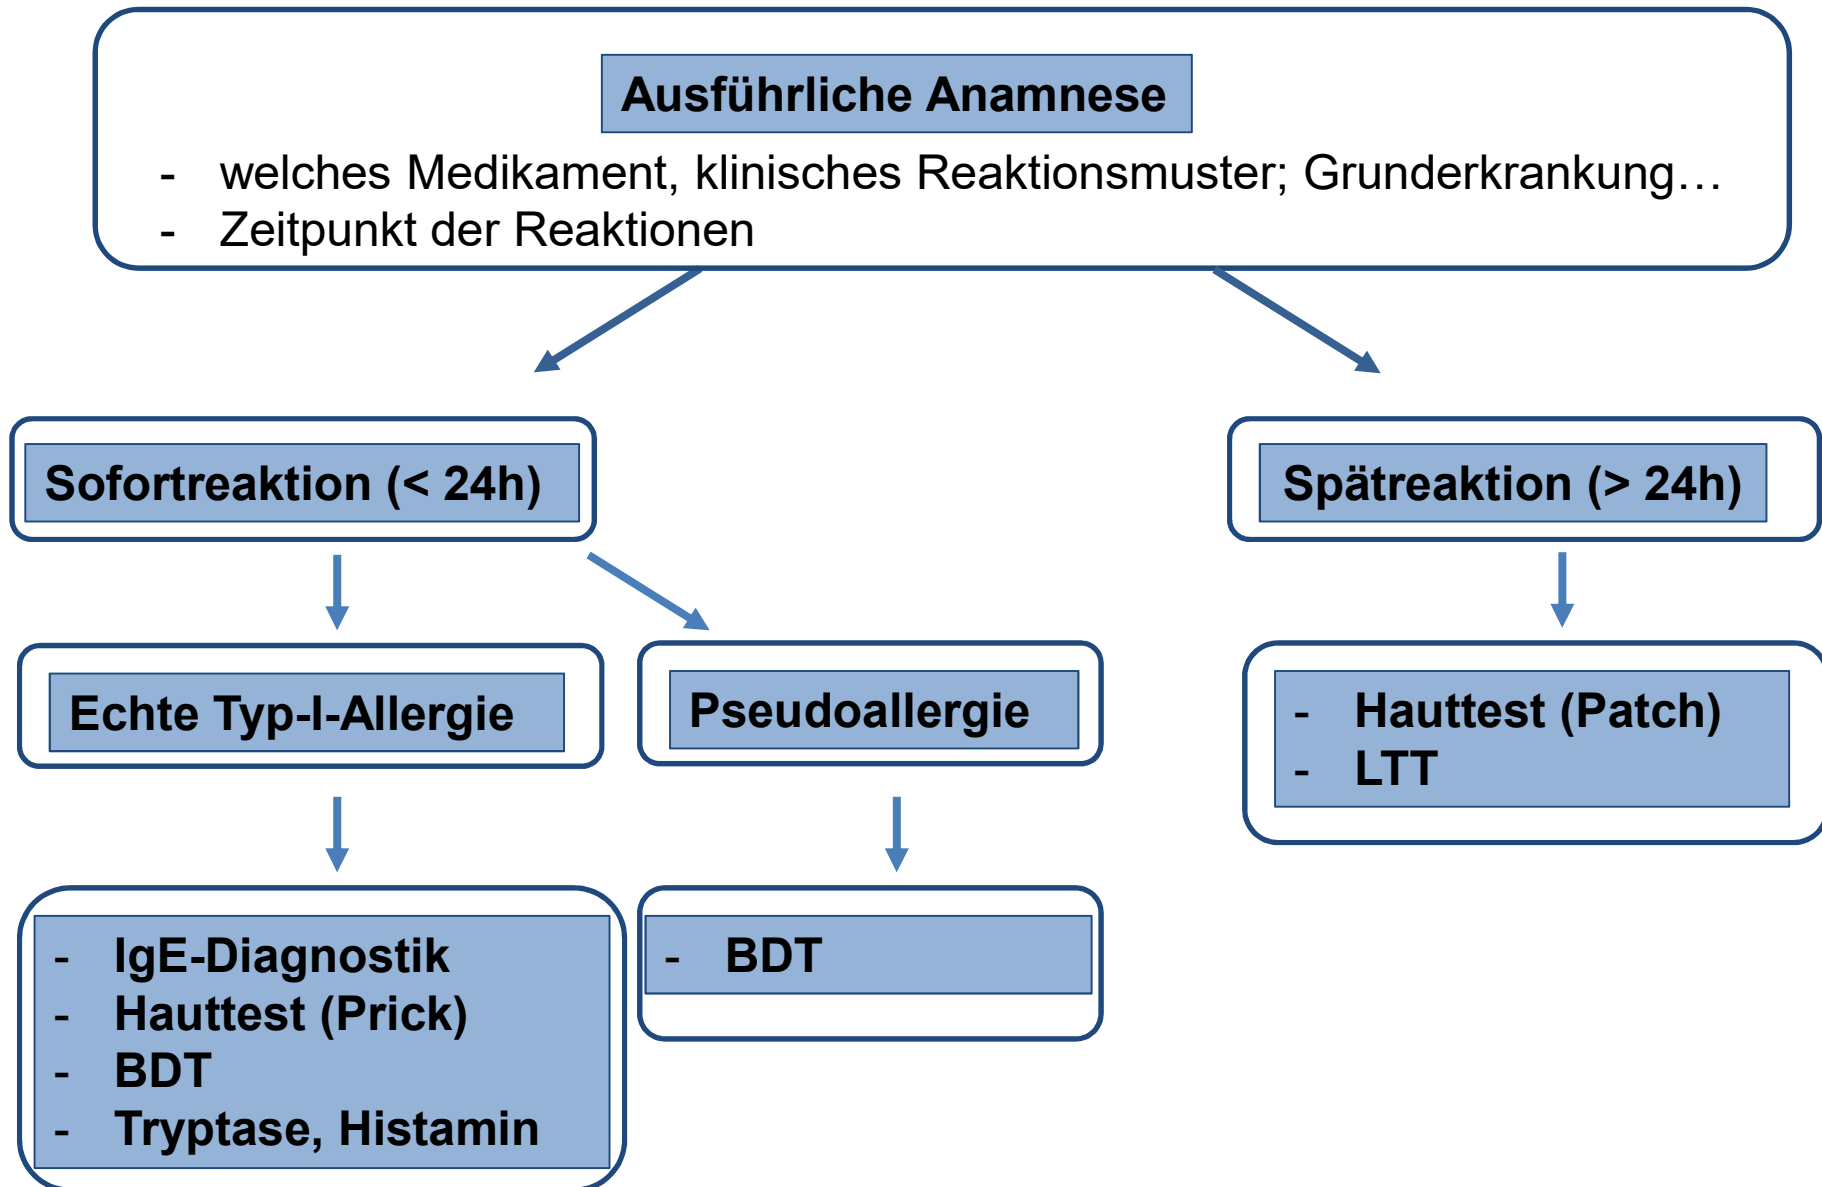 Ausführliche Anamnese
- welches Medikament, klinisches Reaktionsmuster; Grunderkrankung…
- Zeitpunkt der Reaktionen
Sofortreaktion (< 24h)
Spätreaktion (> 24h)
Echte Typ-I-Allergie
Pseudoallergie
- Hauttest (Patch)
- LTT
- IgE-Diagnostik
- Hauttest (Prick)
- BDT
- Tryptase, Histamin
- BDT